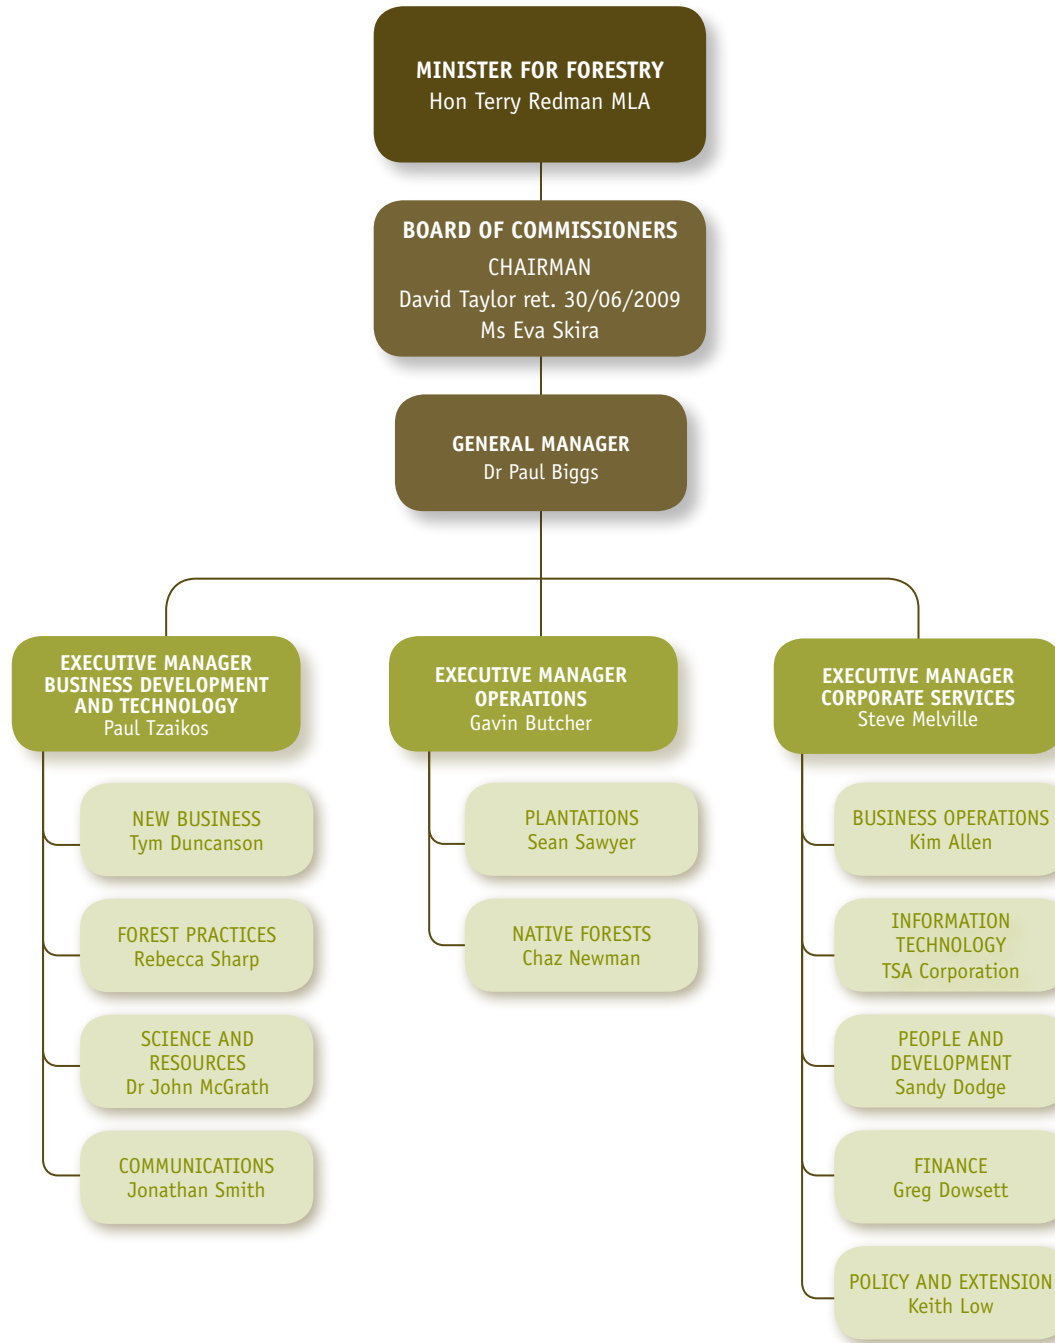 MINISTER FOR FORESTRY
Hon Terry Redman MLA
BOARD OF COMMISSIONERS
CHAIRMAN
David Taylor ret. 30/06/2009
Ms Eva Skira
GENERAL MANAGER
Dr Paul Biggs
EXECUTIVE MANAGER
BUSINESS DEVELOPMENT
AND TECHNOLOGY
Paul Tzaikos
NEW BUSINESS
Tym Duncanson
FOREST PRACTICES
Rebecca Sharp
SCIENCE AND
RESOURCES
Dr John McGrath
COMMUNICATIONS
Jonathan Smith
EXECUTIVE MANAGER
OPERATIONS
Gavin Butcher
PLANTATIONS
Sean Sawyer
NATIVE FORESTS
Chaz Newman
EXECUTIVE MANAGER
CORPORATE SERVICES
Steve Melville
BUSINESS OPERATIONS
Kim Allen
INFORMATION
TECHNOLOGY
TSA Corporation
PEOPLE AND
DEVELOPMENT
Sandy Dodge
FINANCE
Greg Dowsett
POLICY AND EXTENSION
Keith Low